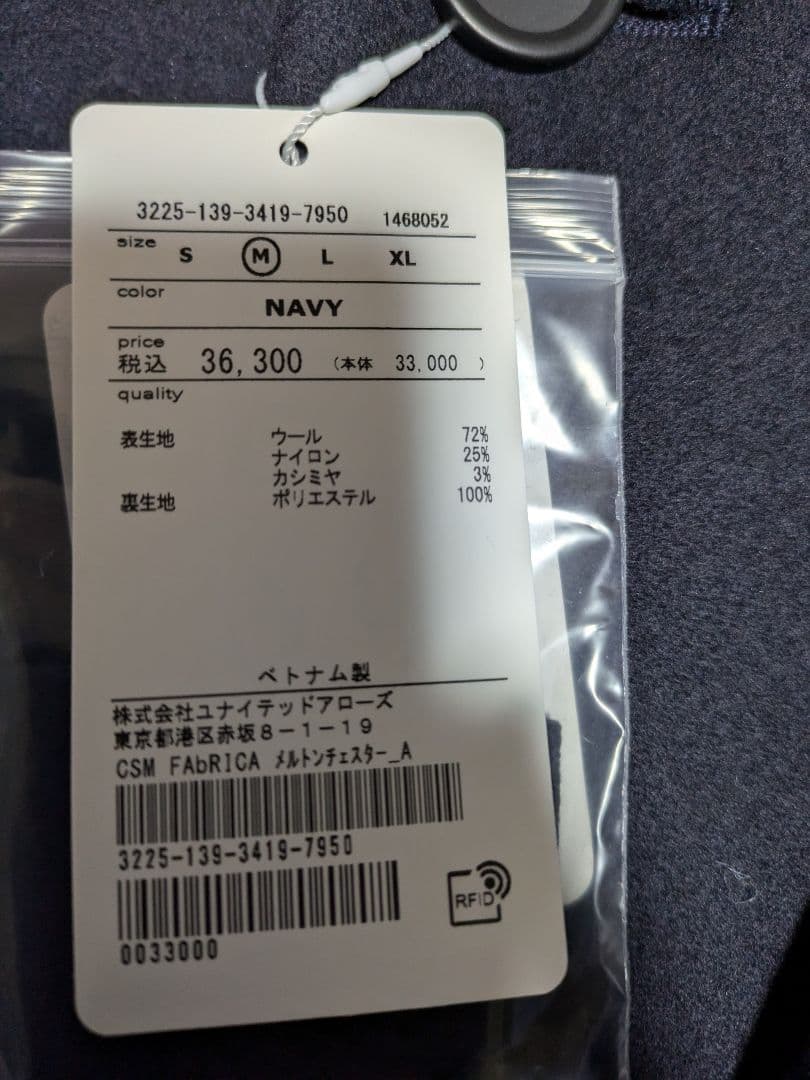 3225-139-3419-7950 1468052
size S M L XL
color
NAVY
price
税込 36,300 (本体 33,000 )
quality
表生地 ウール 72%
ナイロン 25%
カシミヤ 3%
裏生地 ポリエステル 100%
ベトナム製
株式会社ユナイテッドアローズ
東京都港区赤坂8-1-19
CSM FAbRICA メルトンチェスター_A
3225-139-3419-7950
RFID
0033000